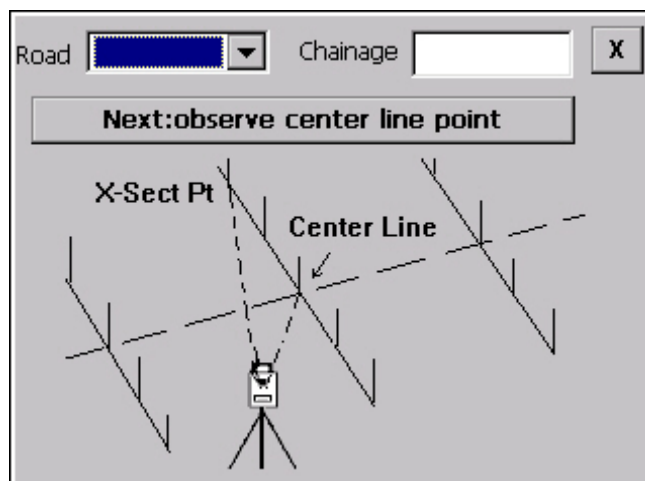 Road Chainage X
Next:observe center line point
X-Sect Pt
Center Line